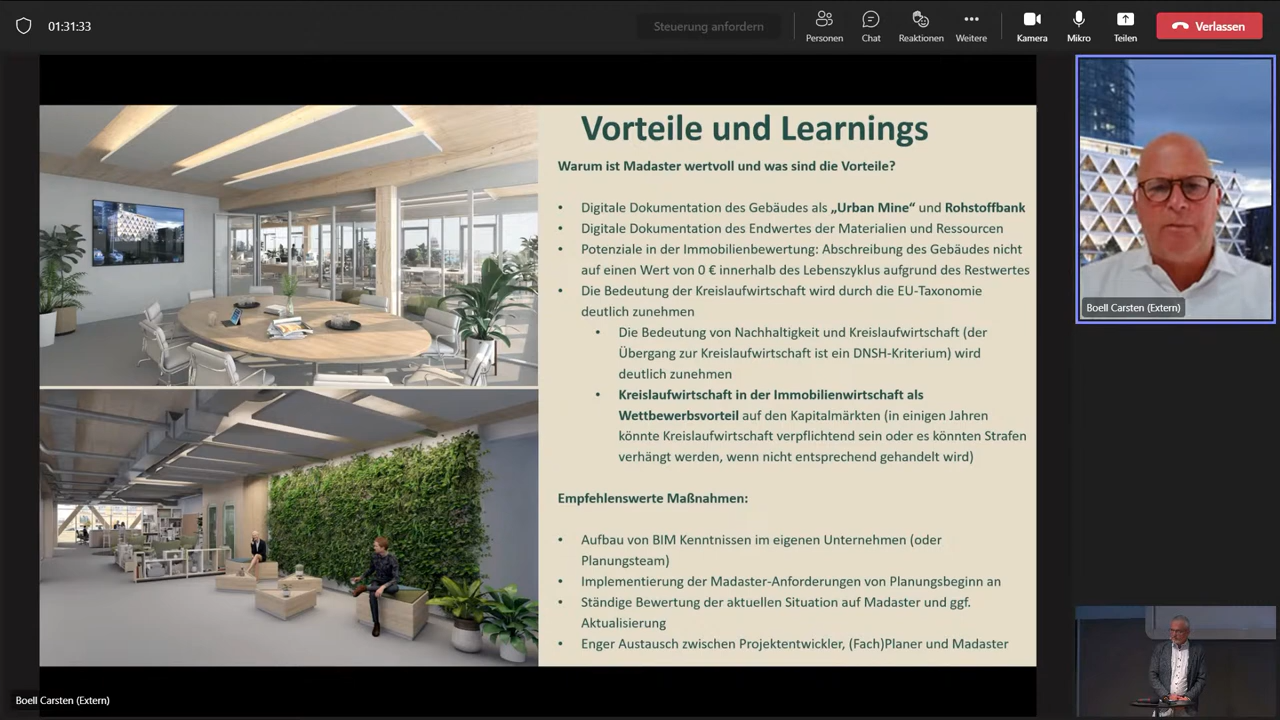 01:31:33
Steuerung anfordern
Personen
Chat
Reaktionen
Weitere
Kamera
Mikro
Teilen
Verlassen
Vorteile und Learnings
Warum ist Madaster wertvoll und was sind die Vorteile?
• Digitale Dokumentation des Gebäudes als „Urban Mine“ und Rohstoffbank
• Digitale Dokumentation des Endwertes der Materialien und Ressourcen
• Potenziale in der Immobilienbewertung: Abschreibung des Gebäudes nicht
auf einen Wert von 0 € innerhalb des Lebenszyklus aufgrund des Restwertes
• Die Bedeutung der Kreislaufwirtschaft wird durch die EU-Taxonomie
deutlich zunehmen
• Die Bedeutung von Nachhaltigkeit und Kreislaufwirtschaft (der
Übergang zur Kreislaufwirtschaft ist ein DNSH-Kriterium) wird
deutlich zunehmen
• Kreislaufwirtschaft in der Immobilienwirtschaft als
Wettbewerbsvorteil auf den Kapitalmärkten (in einigen Jahren
könnte Kreislaufwirtschaft verpflichtend sein oder es könnten Strafen
verhängt werden, wenn nicht entsprechend gehandelt wird)
Empfehlenswerte Maßnahmen:
• Aufbau von BIM Kenntnissen im eigenen Unternehmen (oder
Planungsteam)
• Implementierung der Madaster-Anforderungen von Planungsbeginn an
• Ständige Bewertung der aktuellen Situation auf Madaster und ggf.
Aktualisierung
• Enger Austausch zwischen Projektentwickler, (Fach)Planer und Madaster
Boell Carsten (Extern)
Boell Carsten (Extern)